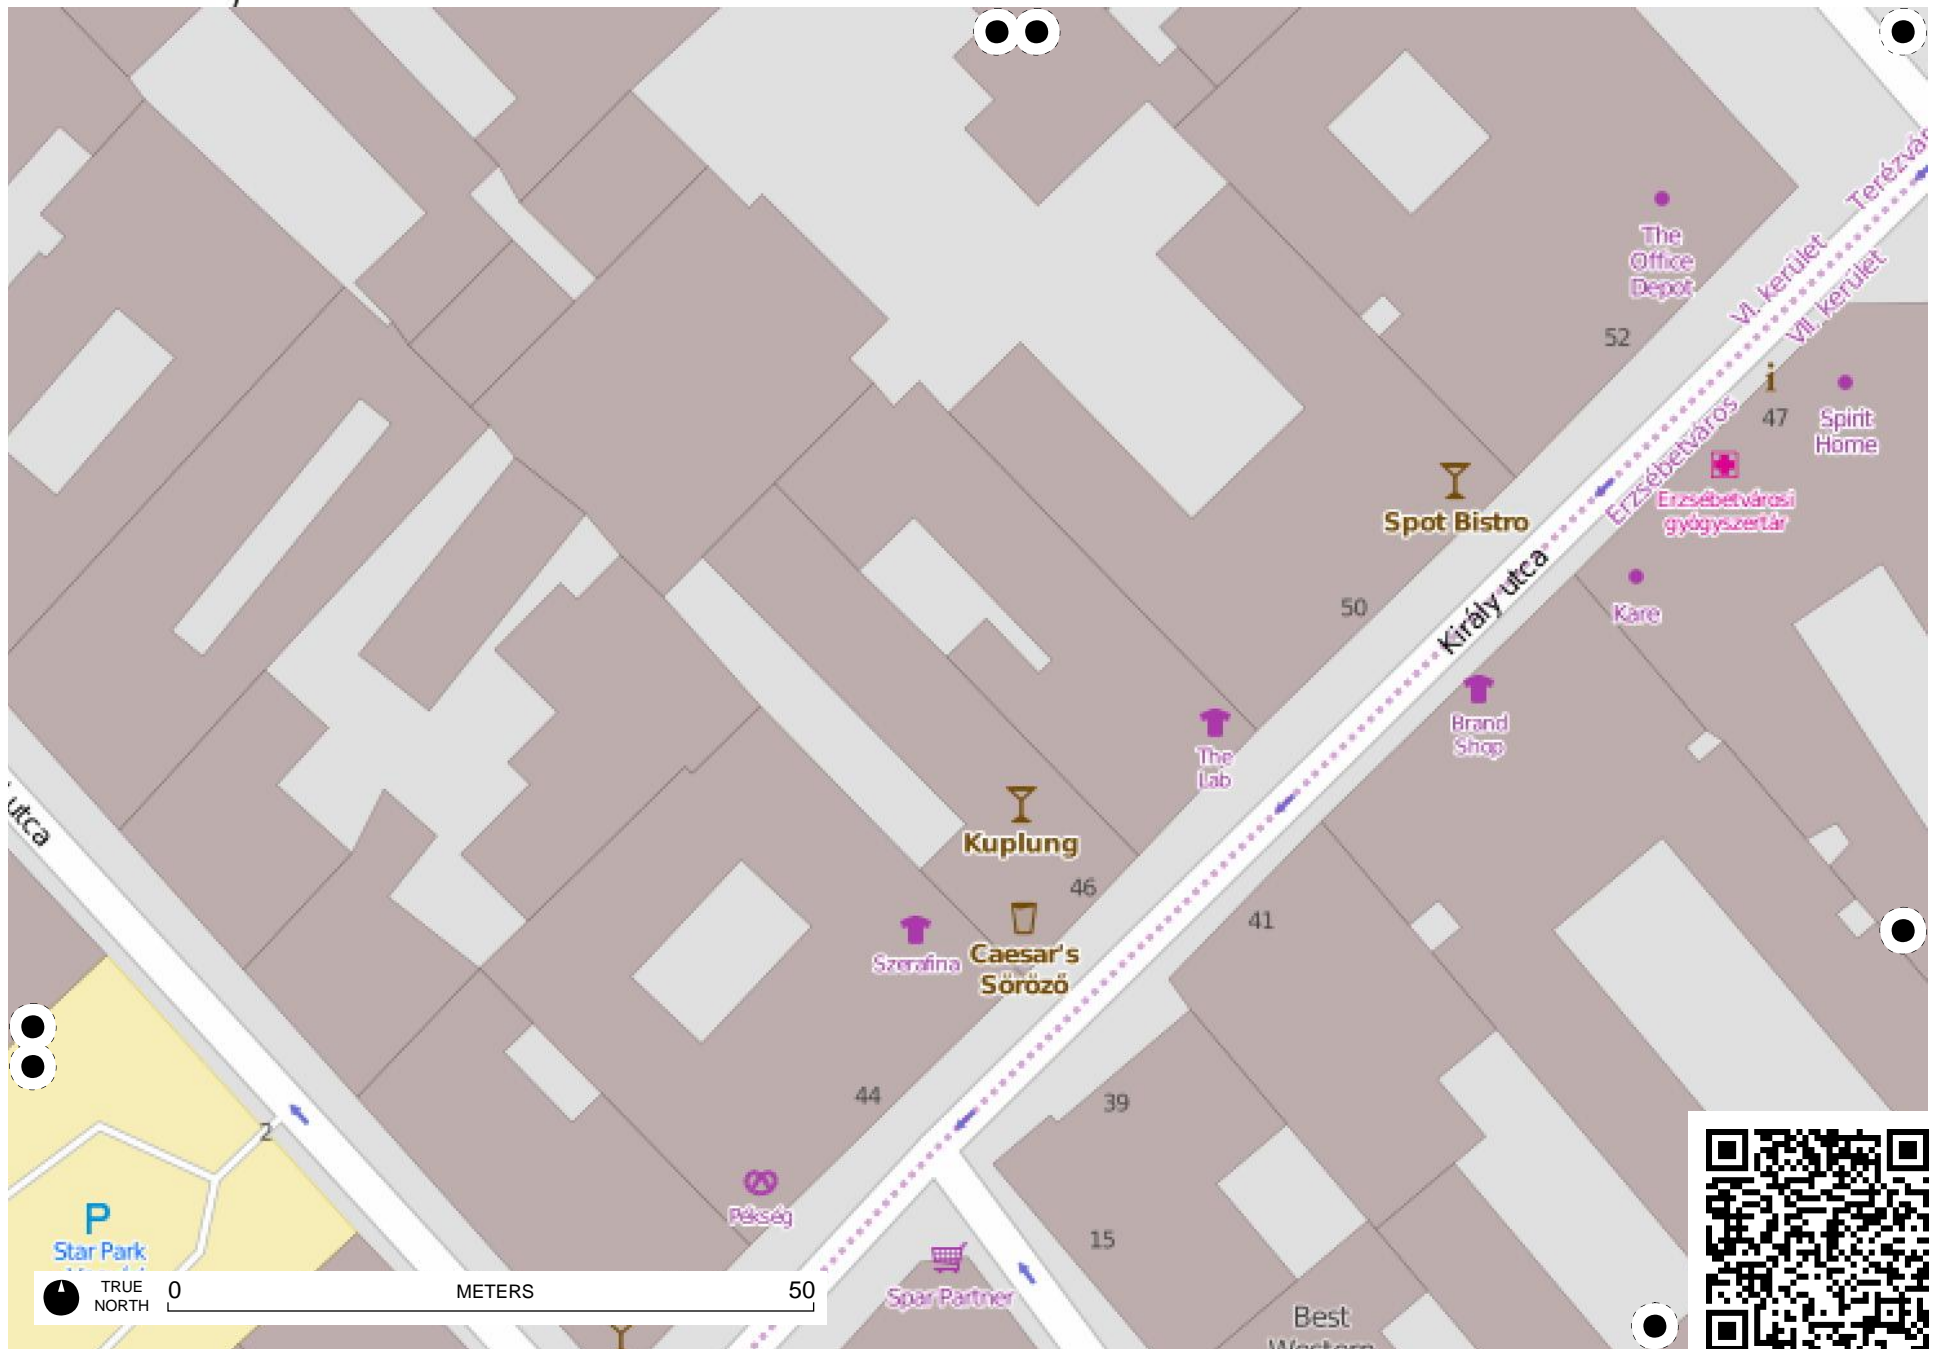 Terézvár
VI. kerület
VII. kerület
The
Office
Depot
52
47
Spirit
Home
Erzsébetváros
Erzsébetvárosi
gyógyszertár
Spot Bistro
Király utca
Kare
50
Brand
Shop
The
Lab
utca
Kuplung
46
41
Szerafina
Caesar's
Söröző
44
39
2
Pékség
15
P
Star Park
Spar Partner
TRUE
NORTH
0
METERS
50
Best
Western